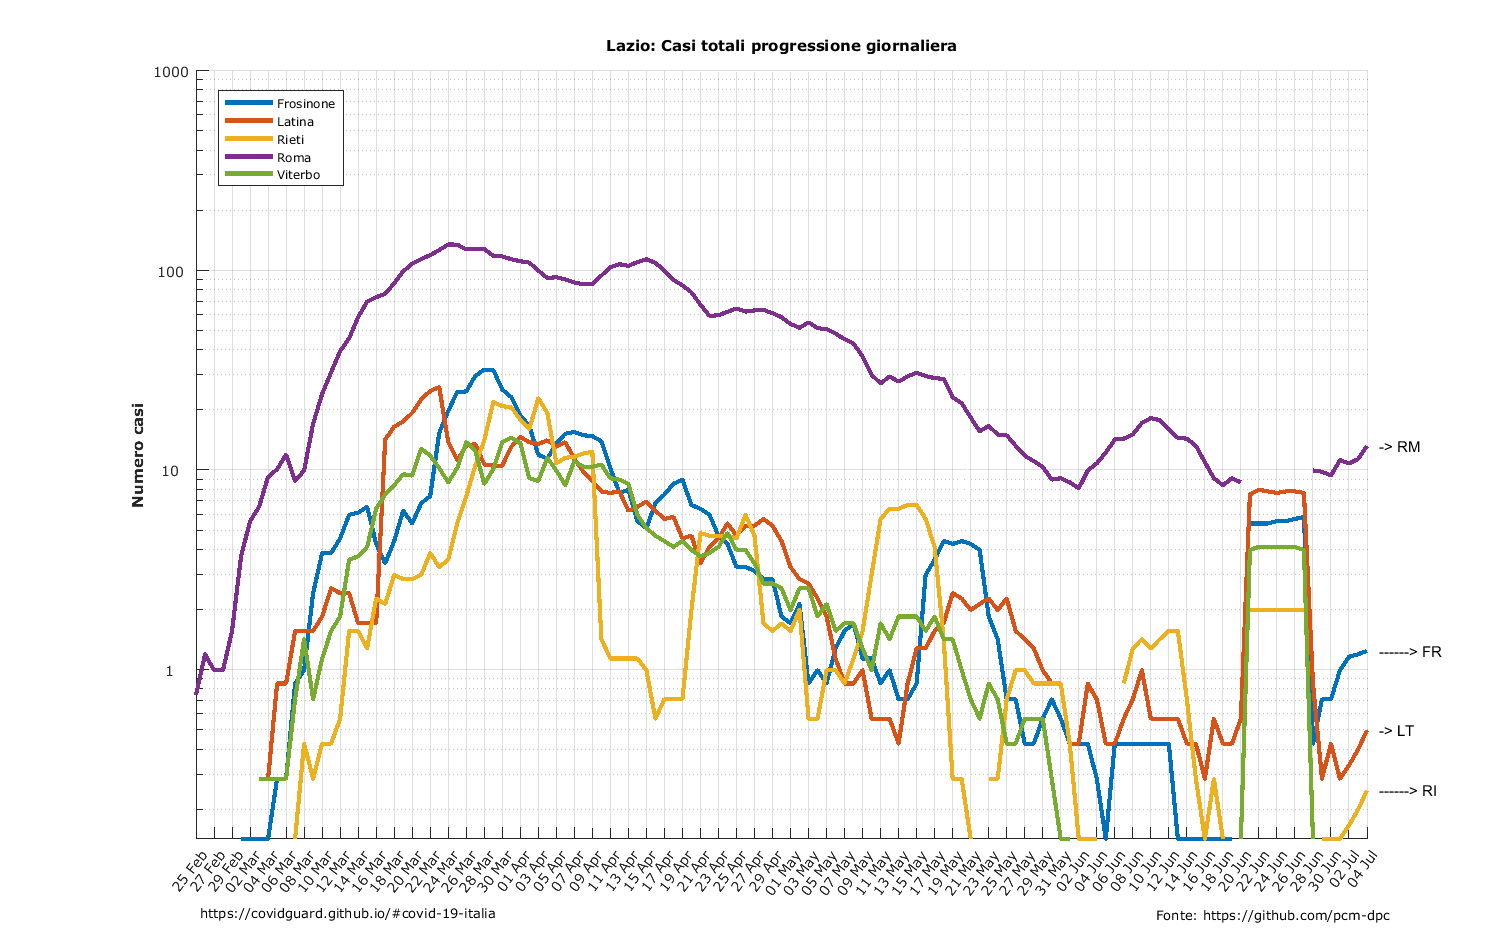 Lazio: Casi totali progressione giornaliera
1000
100
10
1
Numero casi
Frosinone
Latina
Rieti
Roma
Viterbo
-> RM
------> FR
-> LT
------> RI
25 Feb
27 Feb
29 Feb
02 Mar
04 Mar
06 Mar
08 Mar
10 Mar
12 Mar
14 Mar
16 Mar
18 Mar
20 Mar
22 Mar
24 Mar
26 Mar
28 Mar
30 Mar
01 Apr
03 Apr
05 Apr
07 Apr
09 Apr
11 Apr
13 Apr
15 Apr
17 Apr
19 Apr
21 Apr
23 Apr
25 Apr
27 Apr
29 Apr
01 May
03 May
05 May
07 May
09 May
11 May
13 May
15 May
17 May
19 May
21 May
23 May
25 May
27 May
29 May
31 May
02 Jun
04 Jun
06 Jun
08 Jun
10 Jun
12 Jun
14 Jun
16 Jun
18 Jun
20 Jun
22 Jun
24 Jun
26 Jun
28 Jun
30 Jun
02 Jul
04 Jul
https://covidguard.github.io/#covid-19-italia
Fonte: https://github.com/pcm-dpc